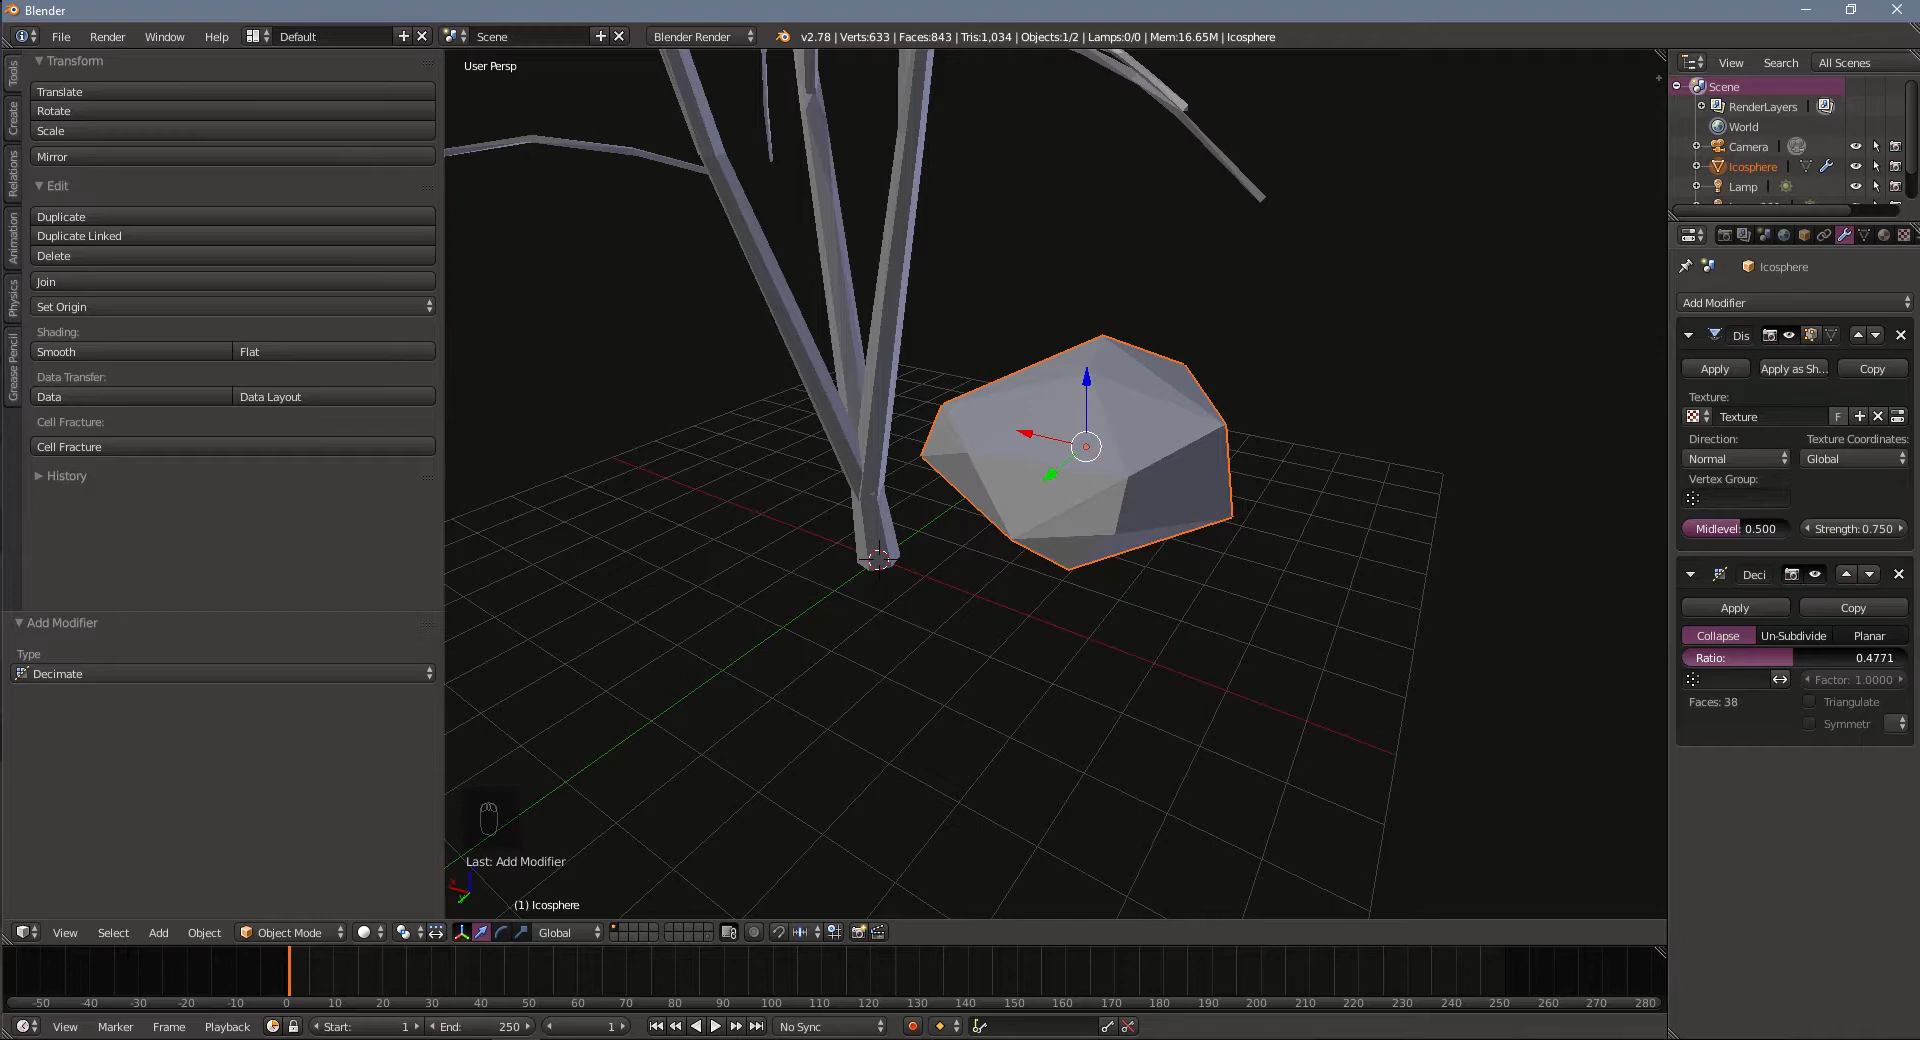 Blender
File Render Window Help Default Scene Blender Render v2.78 | Verts:633 | Faces:843 | Tris:1,034 | Objects:1/2 | Lamps:0/0 | Mem:16.65M | Icosphere
Tools
Create
Relations
Animation
Physics
Grease Pencil
Transform
Translate
Rotate
Scale
Mirror
Edit
Duplicate
Duplicate Linked
Delete
Join
Set Origin
Shading:
Smooth Flat
Data Transfer:
Data Data Layout
Cell Fracture:
Cell Fracture
History
Add Modifier
Type
Decimate
User Persp
Last: Add Modifier
(1) Icosphere
View Search All Scenes
Scene
RenderLayers
World
Camera
Icosphere
Lamp
Icosphere
Add Modifier
Dis
Apply Apply as Sh... Copy
Texture:
Texture F
Direction: Texture Coordinates:
Normal Global
Vertex Group:
Midlevel: 0.500 Strength: 0.750
Deci
Apply Copy
Collapse Un-Subdivide Planar
Ratio: 0.4771
Factor: 1.0000
Faces: 38 Triangulate
Symmetr
View Select Add Object Object Mode Global
-50 -40 -30 -20 -10 0 10 20 30 40 50 60 70 80 90 100 110 120 130 140 150 160 170 180 190 200 210 220 230 240 250 260 270 280
View Marker Frame Playback Start: 1 End: 250 1 No Sync